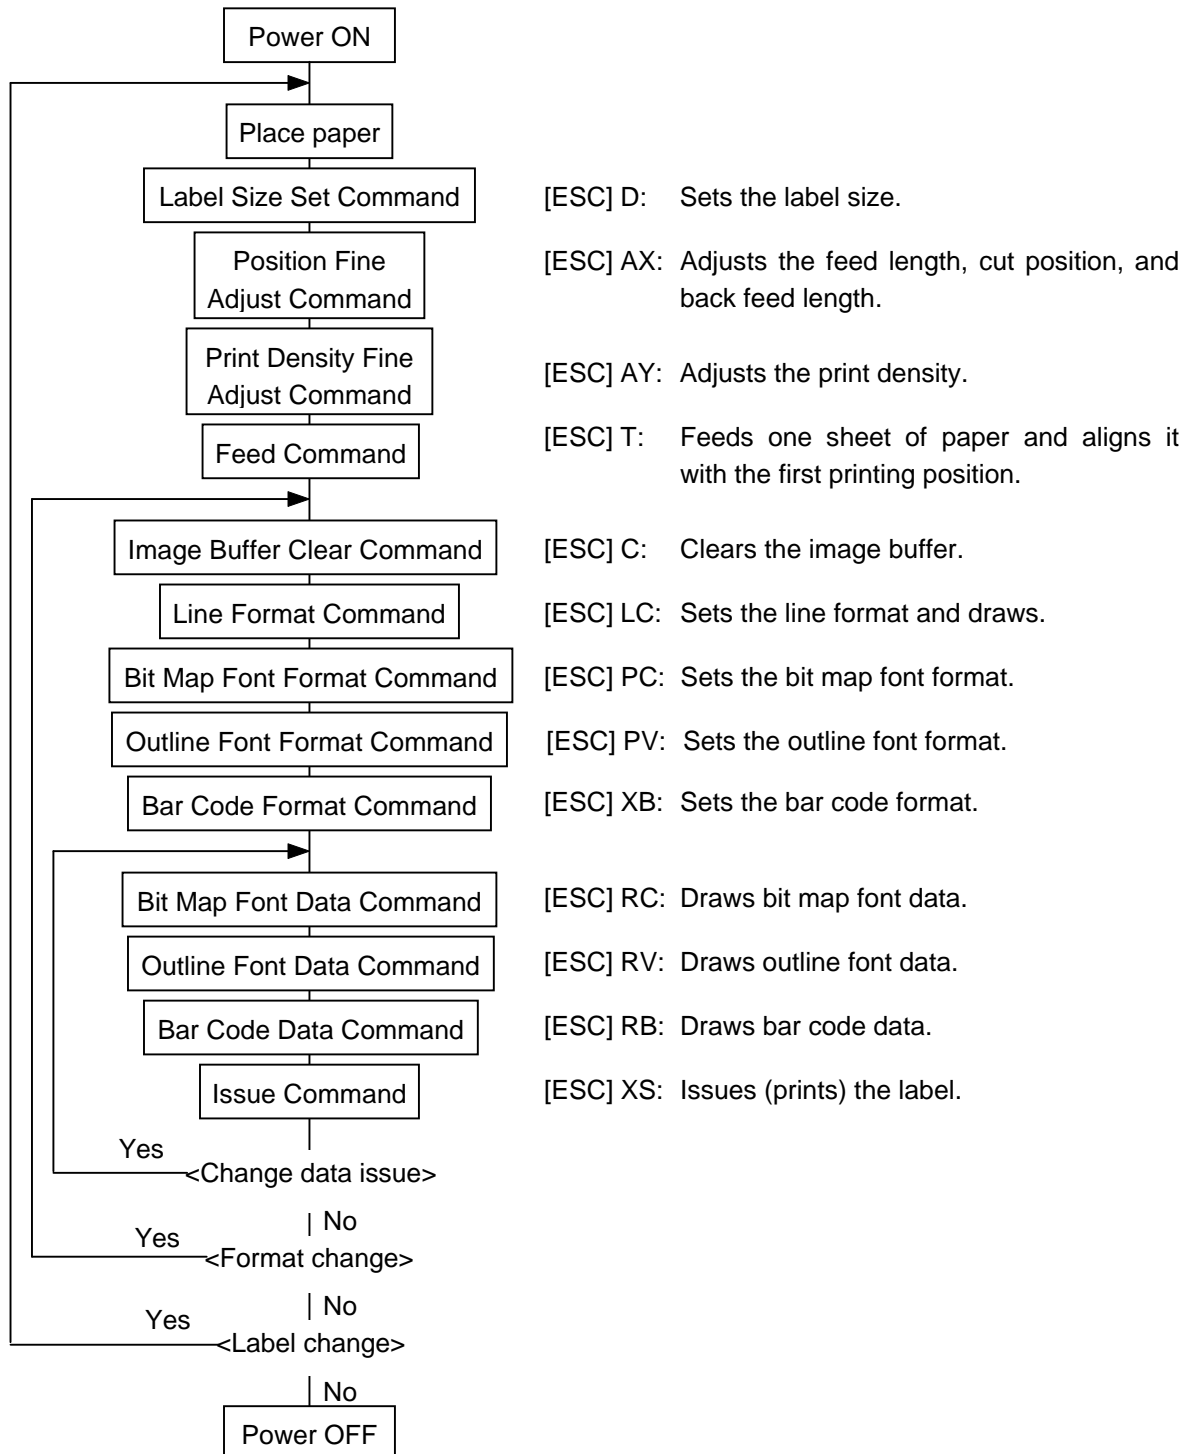 Power ON
Place paper
Label Size Set Command
[ESC] D: Sets the label size.
Position Fine
Adjust Command
[ESC] AX: Adjusts the feed length, cut position, and
back feed length.
Print Density Fine
Adjust Command
[ESC] AY: Adjusts the print density.
Feed Command
[ESC] T: Feeds one sheet of paper and aligns it
with the first printing position.
Image Buffer Clear Command
[ESC] C: Clears the image buffer.
Line Format Command
[ESC] LC: Sets the line format and draws.
Bit Map Font Format Command
[ESC] PC: Sets the bit map font format.
Outline Font Format Command
[ESC] PV: Sets the outline font format.
Bar Code Format Command
[ESC] XB: Sets the bar code format.
Bit Map Font Data Command
[ESC] RC: Draws bit map font data.
Outline Font Data Command
[ESC] RV: Draws outline font data.
Bar Code Data Command
[ESC] RB: Draws bar code data.
Issue Command
[ESC] XS: Issues (prints) the label.
Yes
<Change data issue>
No
Yes
<Format change>
No
Yes
<Label change>
No
Power OFF